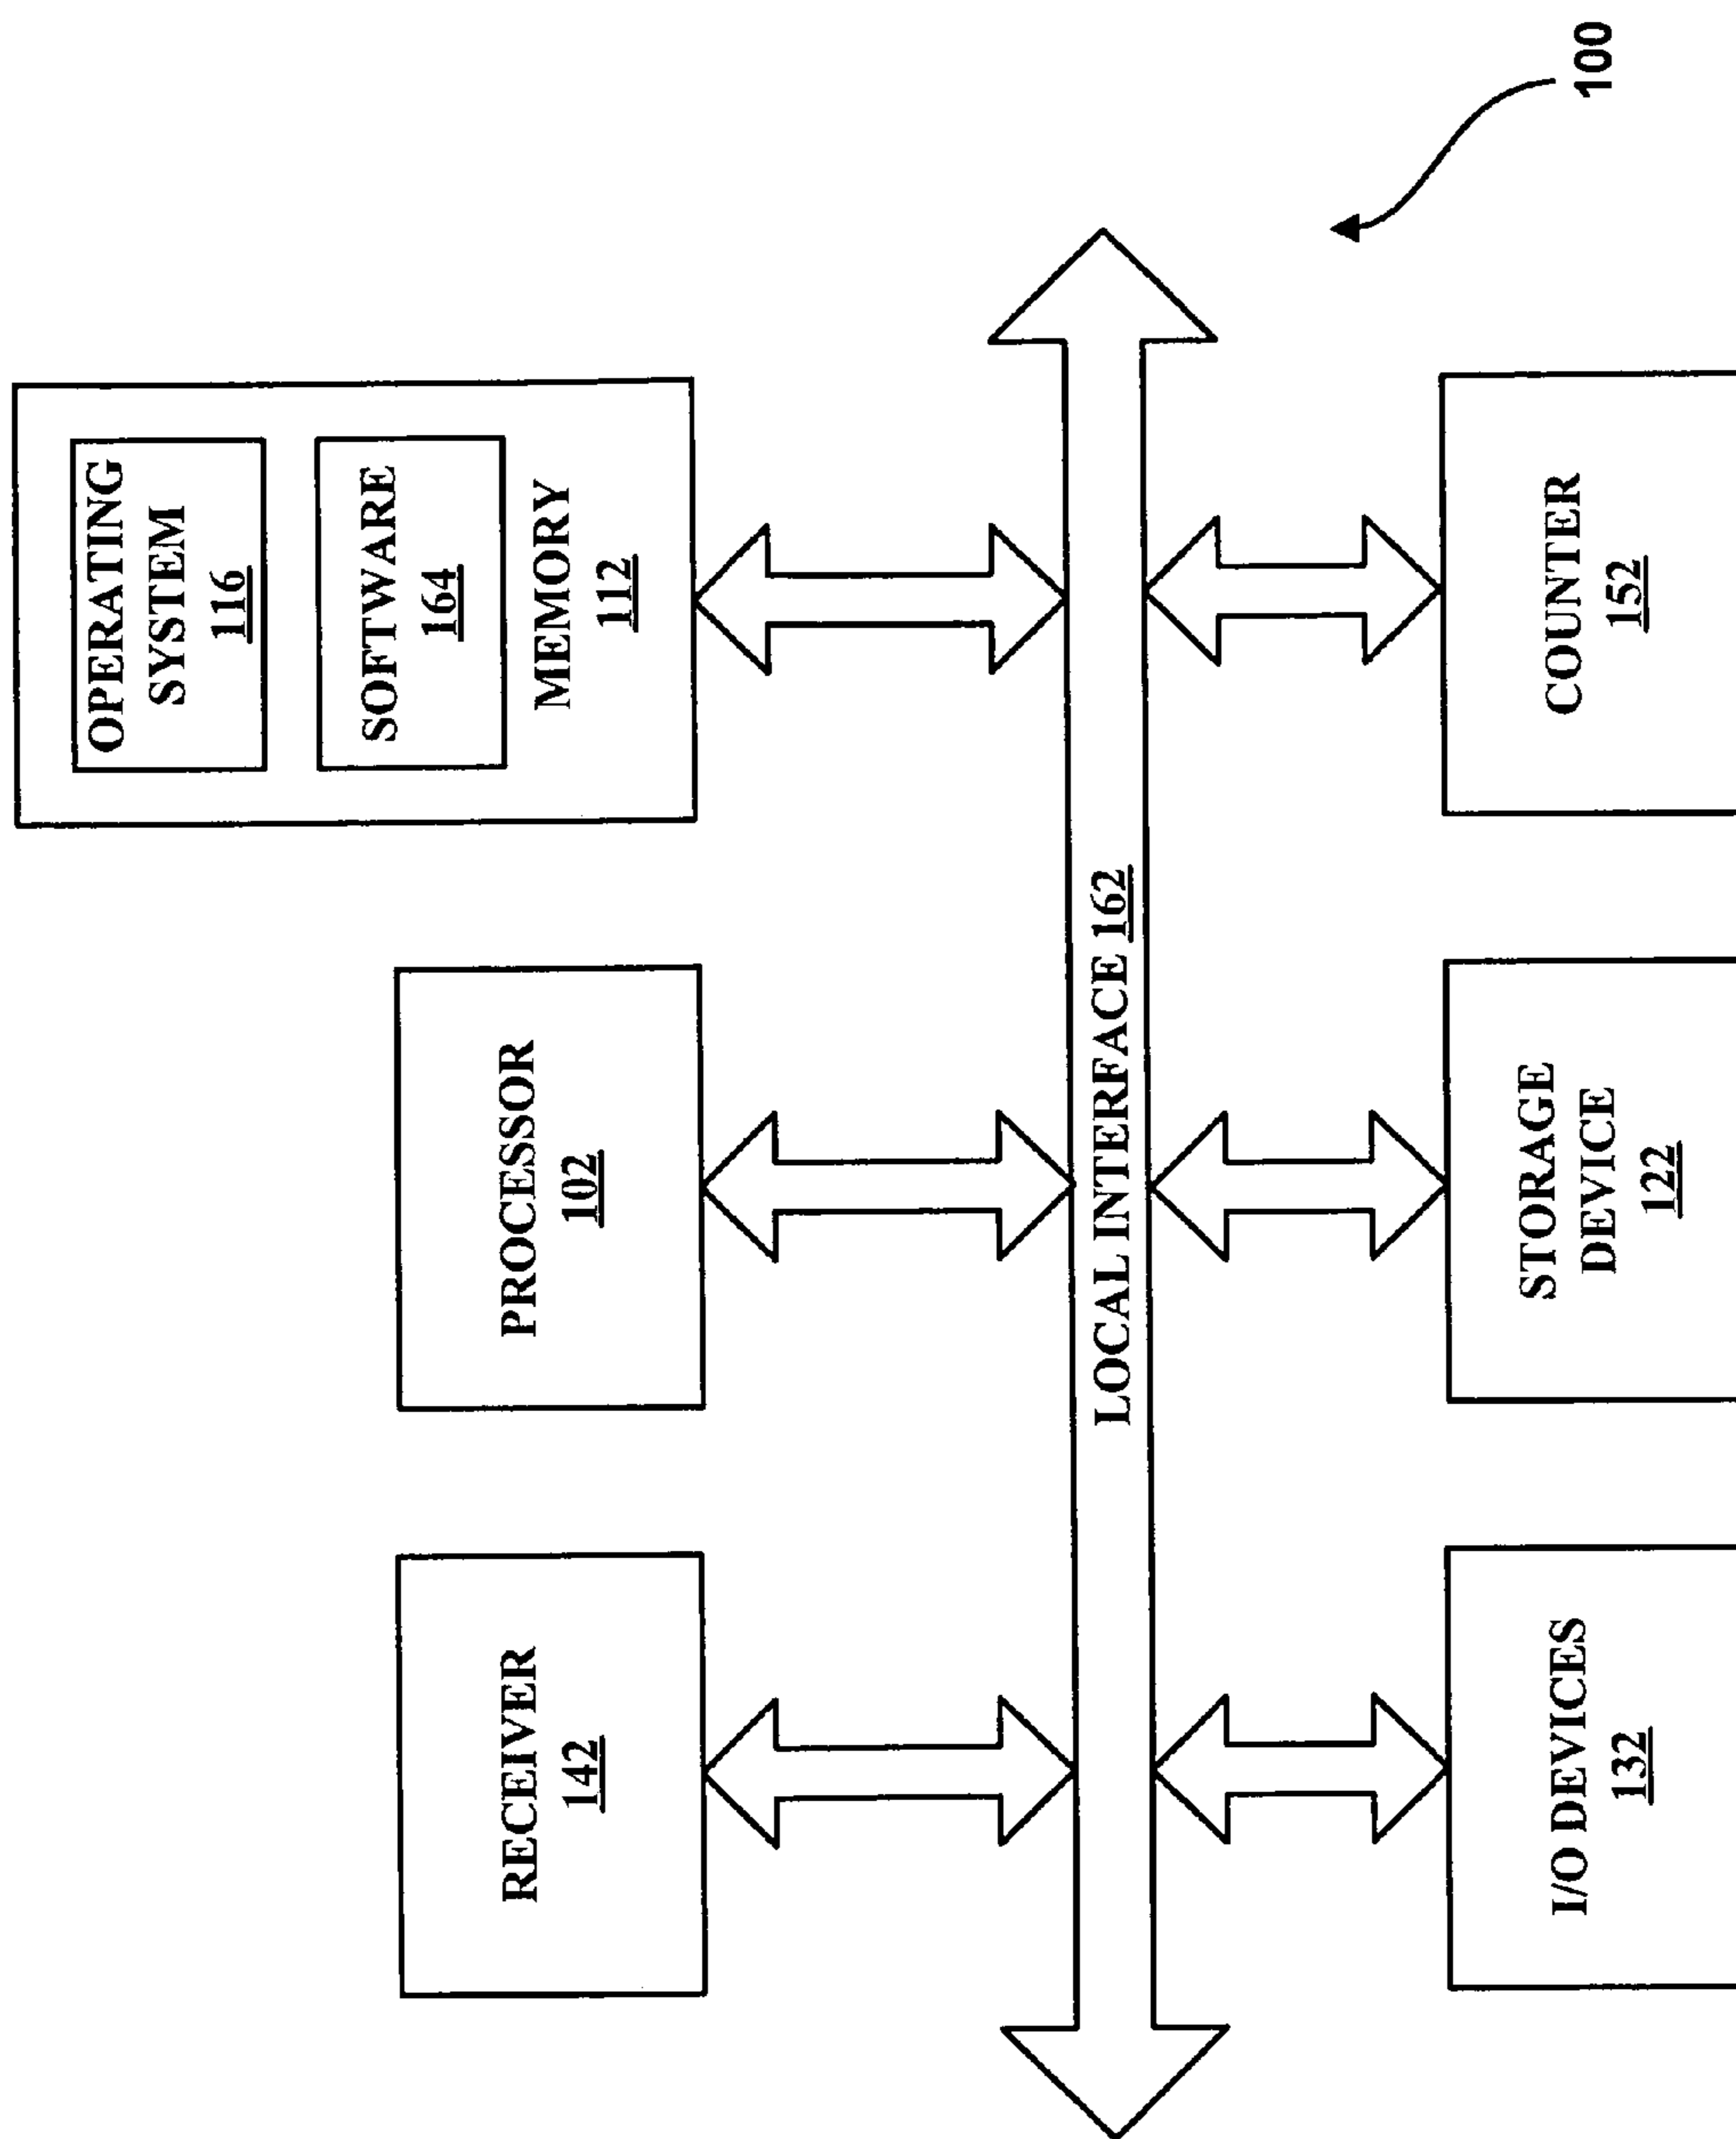 RECEIVER
142
PROCESSOR
102
OPERATING
SYSTEM
116
SOFTWARE
164
MEMORY
112
LOCAL INTERFACE 162
I/O DEVICES
132
STORAGE
DEVICE
122
COUNTER
152
100